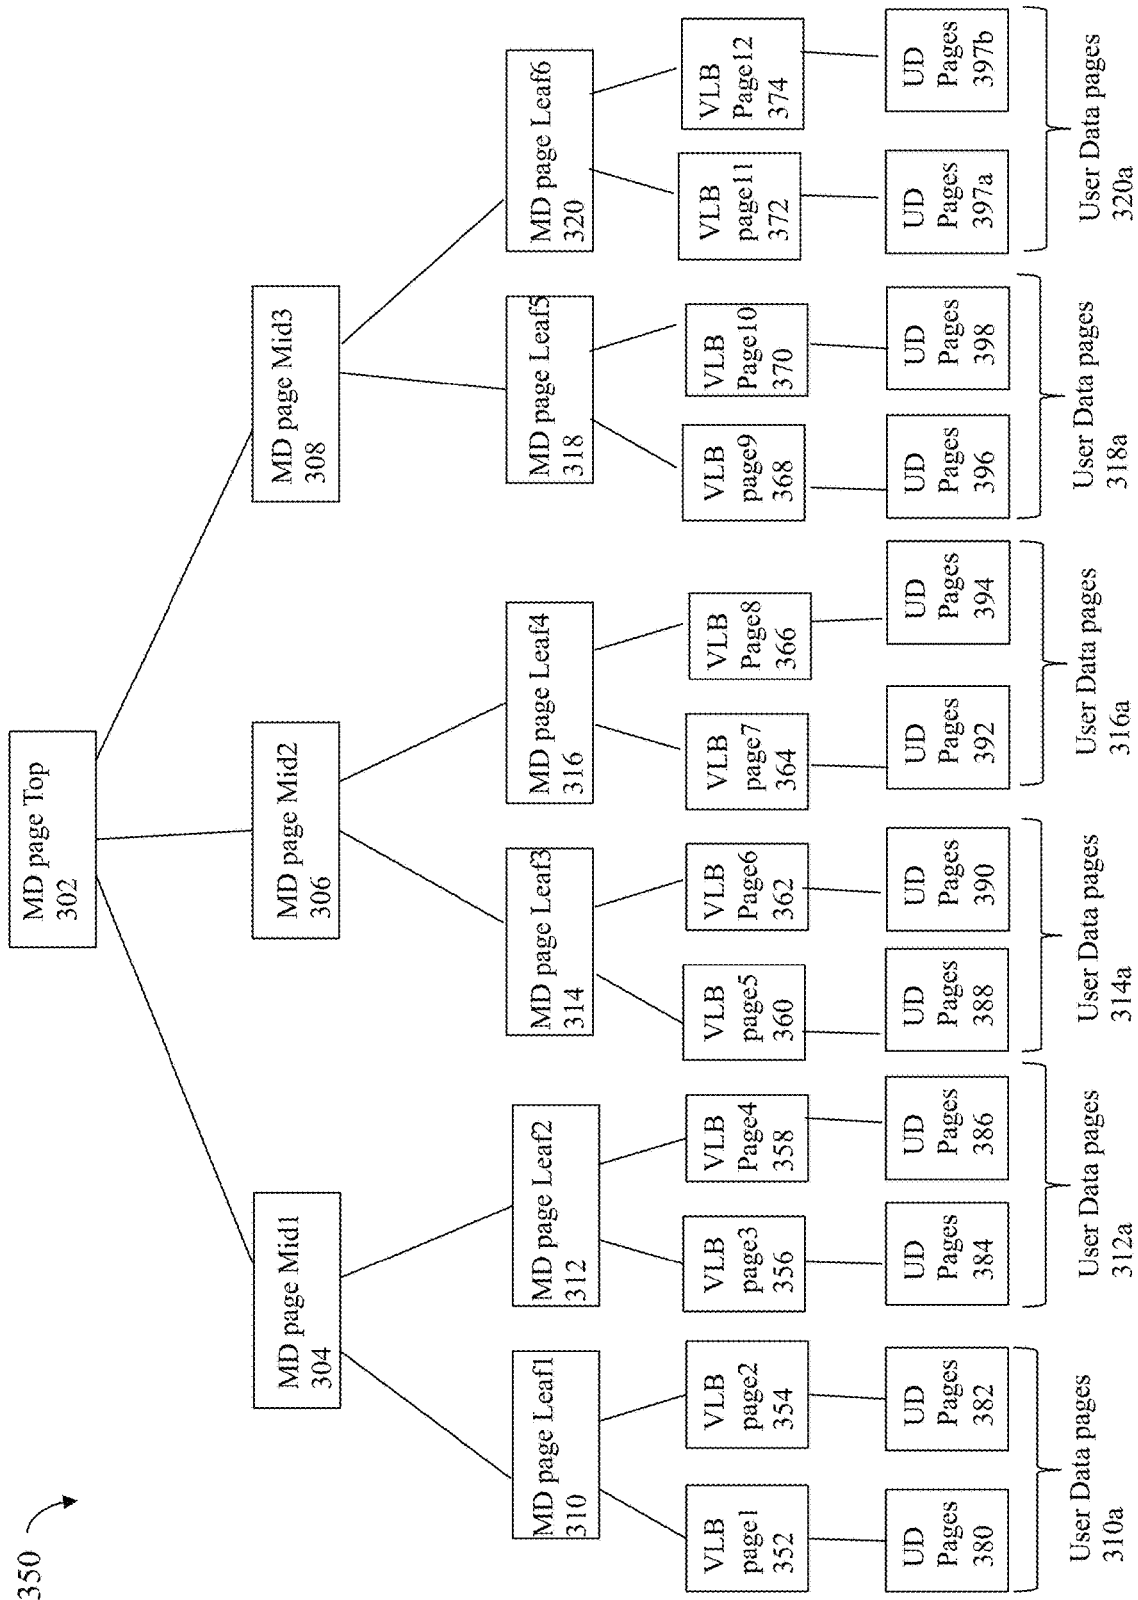 350
MD page Top
302
MD page Mid1
304
MD page Mid2
306
MD page Mid3
308
MD page Leaf1
310
MD page Leaf2
312
MD page Leaf3
314
MD page Leaf4
316
MD page Leaf5
318
MD page Leaf6
320
VLB
page1
352
VLB
page2
354
VLB
page3
356
VLB
Page4
358
VLB
page5
360
VLB
Page6
362
VLB
page7
364
VLB
Page8
366
VLB
page9
368
VLB
Page10
370
VLB
page11
372
VLB
Page12
374
UD
Pages
380
UD
Pages
382
UD
Pages
384
UD
Pages
386
UD
Pages
388
UD
Pages
390
UD
Pages
392
UD
Pages
394
UD
Pages
396
UD
Pages
398
UD
Pages
397a
UD
Pages
397b
User Data pages
310a
User Data pages
312a
User Data pages
314a
User Data pages
316a
User Data pages
318a
User Data pages
320a